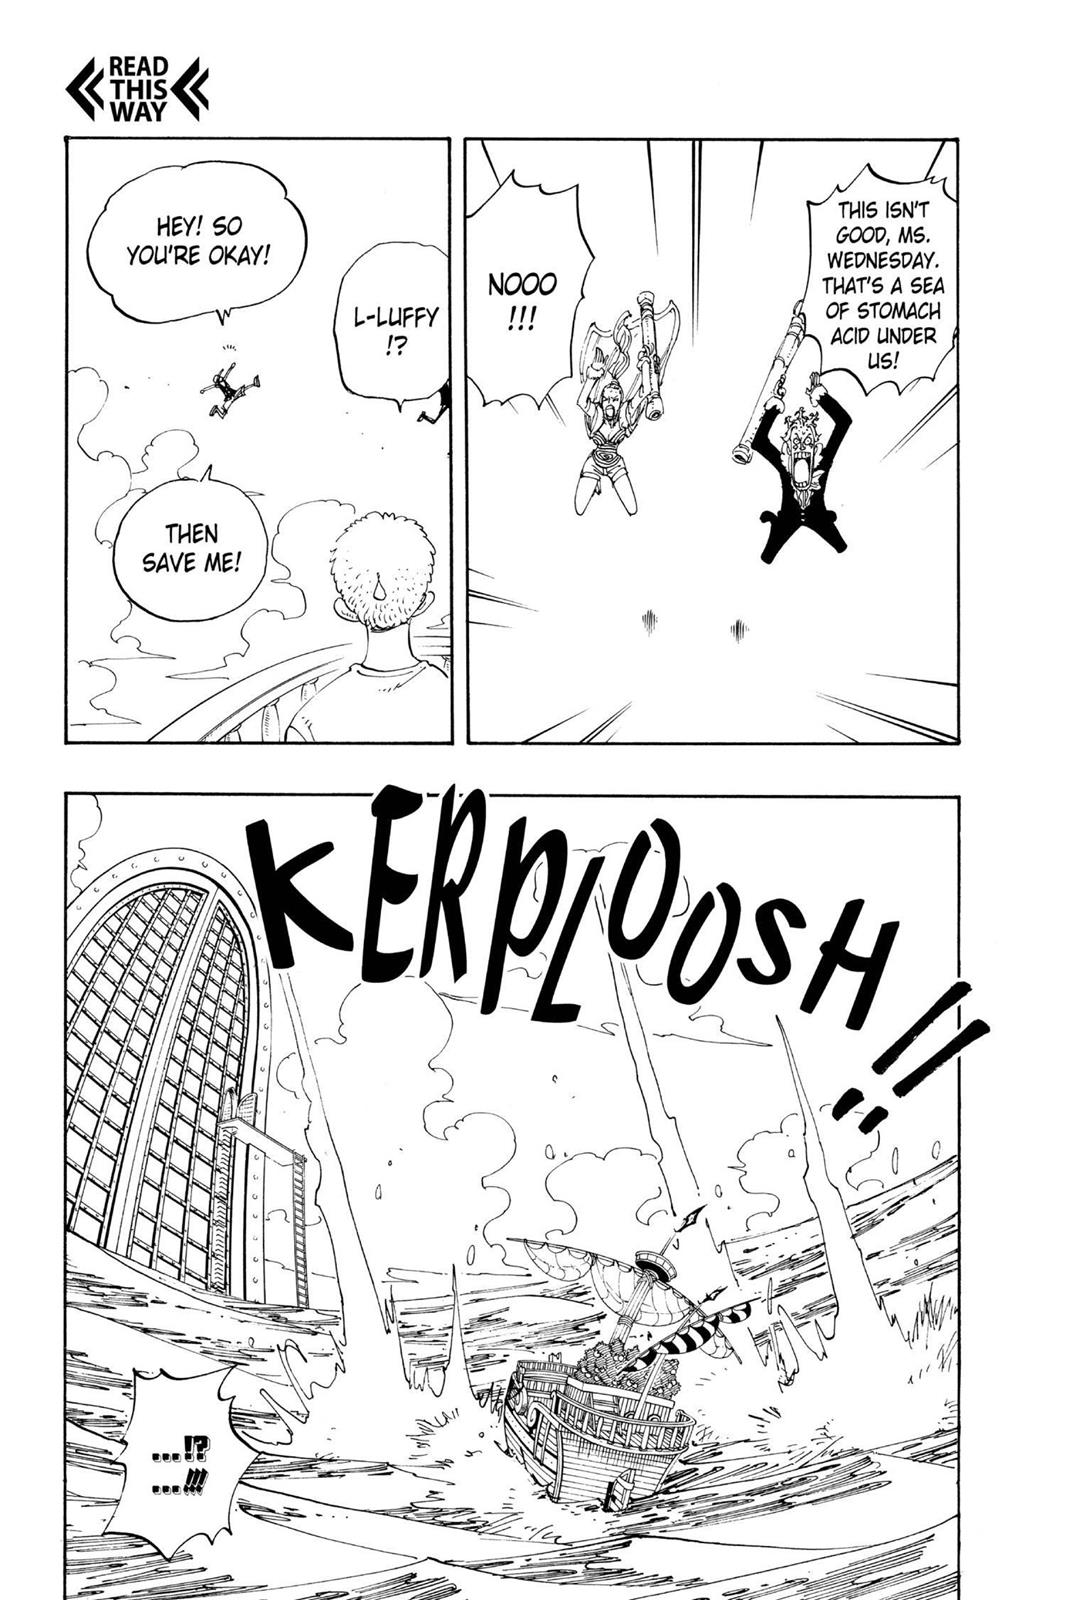 READ
THIS
WAY
THIS ISN'T
GOOD, MS.
WEDNESDAY.
THAT'S A SEA
OF STOMACH
ACID UNDER
US!
NOOO
!!!
L-LUFFY
!?
HEY! SO
YOU'RE OKAY!
THEN
SAVE ME!
KERPLOOSH!!
...!?
...!!!